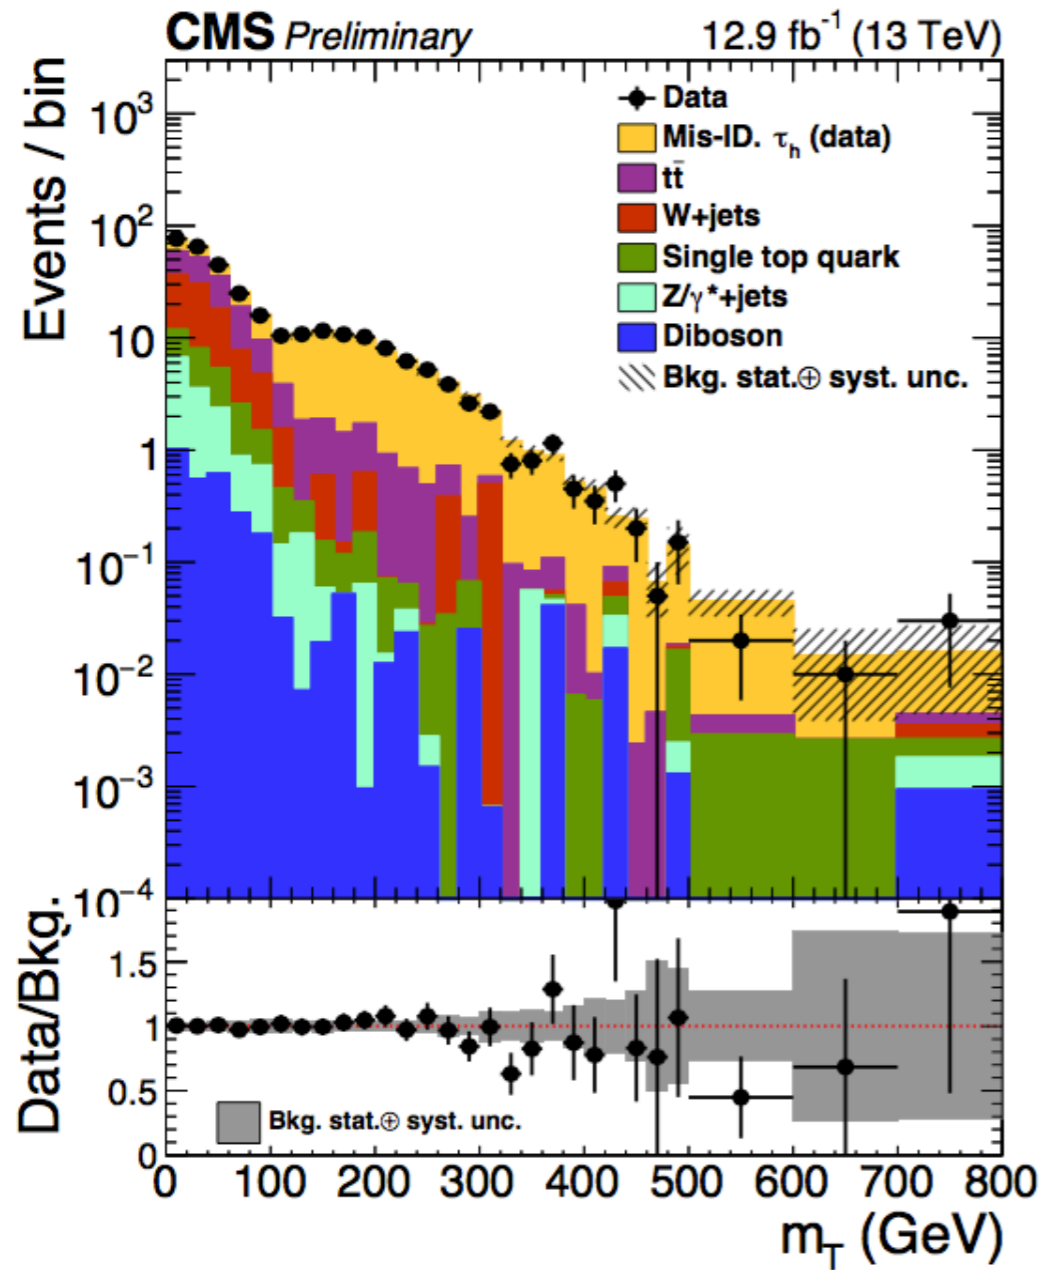 CMS Preliminary 12.9 fb⁻¹ (13 TeV)
Events / bin
10³
10²
10
1
10⁻¹
10⁻²
10⁻³
10⁻⁴
Data
Mis-ID. τₕ (data)
tt̄
W+jets
Single top quark
Z/γ*+jets
Diboson
Bkg. stat.⊕ syst. unc.
Data/Bkg.
1.5
1
0.5
0
Bkg. stat.⊕ syst. unc.
0 100 200 300 400 500 600 700 800
m_T (GeV)